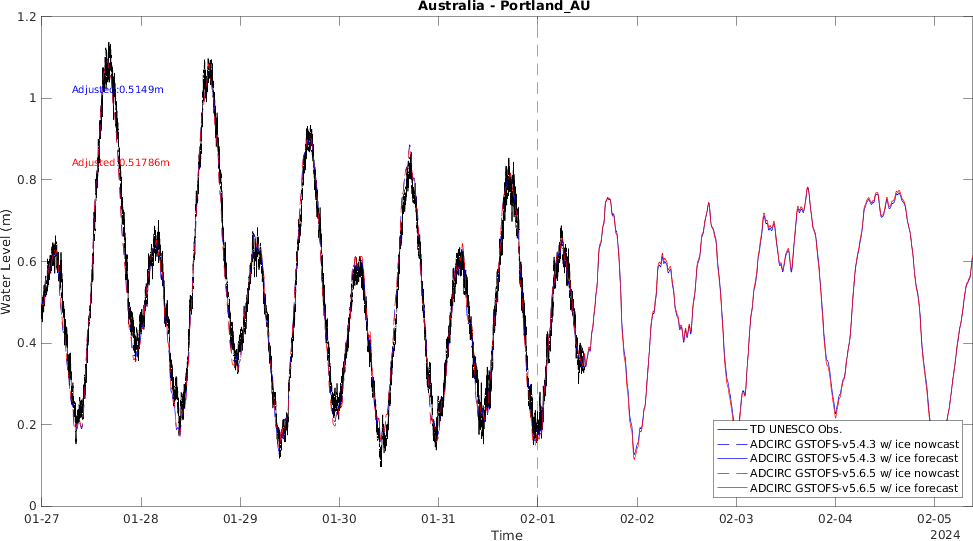 Australia - Portland_AU
1.2
1
0.8
0.6
0.4
0.2
0
Water Level (m)
Adjusted:0.5149m
Adjusted:0.51786m
TD UNESCO Obs.
ADCIRC GSTOFS-v5.4.3 w/ ice nowcast
ADCIRC GSTOFS-v5.4.3 w/ ice forecast
ADCIRC GSTOFS-v5.6.5 w/ ice nowcast
ADCIRC GSTOFS-v5.6.5 w/ ice forecast
01-27 01-28 01-29 01-30 01-31 02-01 02-02 02-03 02-04 02-05
Time
2024